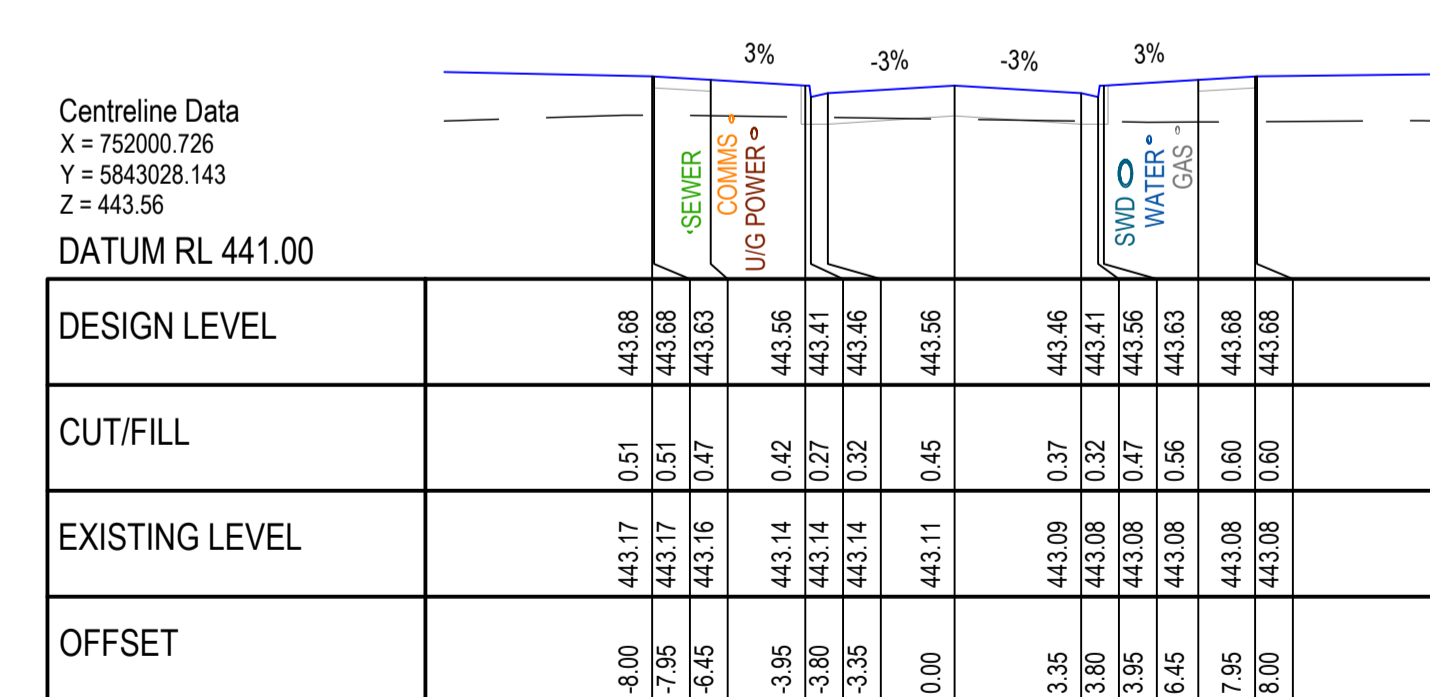 3%
-3%
-3%
3%
Centreline Data
X = 752000.726
Y = 5843028.143
Z = 443.56
DATUM RL 441.00
SEWER
COMMS
U/G POWER
SWD
WATER
GAS
DESIGN LEVEL 443.68 443.68 443.63 443.56 443.41 443.46 443.56 443.46 443.41 443.56 443.63 443.68 443.68
CUT/FILL 0.51 0.51 0.47 0.42 0.27 0.32 0.45 0.37 0.32 0.47 0.56 0.60 0.60
EXISTING LEVEL 443.17 443.17 443.16 443.14 443.14 443.14 443.11 443.09 443.08 443.08 443.08 443.08 443.08
OFFSET -8.00 -7.95 -6.45 -3.95 -3.80 -3.35 0.00 3.35 3.80 3.95 6.45 7.95 8.00